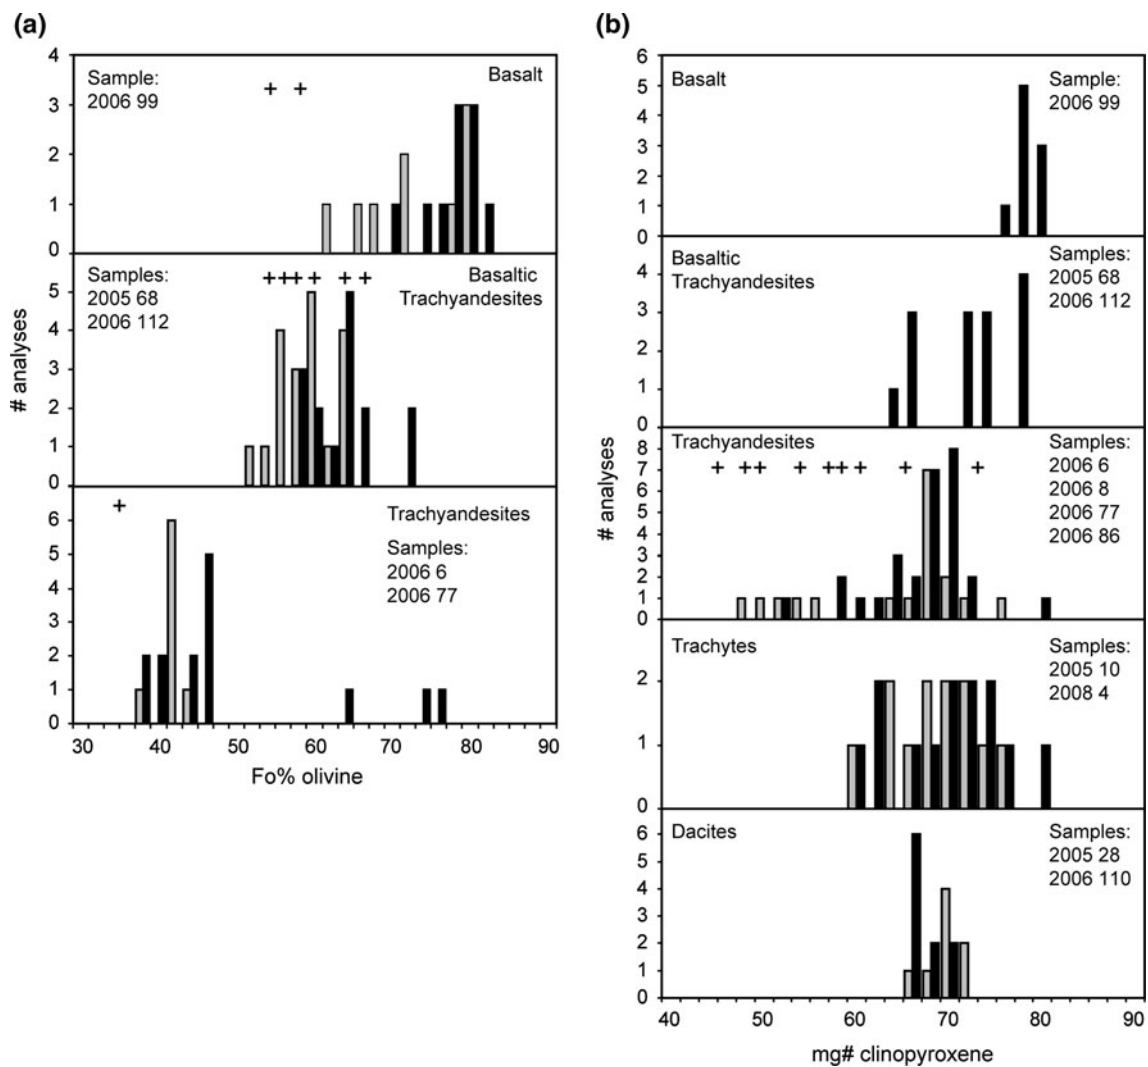 (a)
4
3
2
1
0
Sample:
2006 99
Basalt
5
4
3
2
1
0
Samples:
2005 68
2006 112
Basaltic
Trachyandesites
6
5
4
3
2
1
0
Trachyandesites
Samples:
2006 6
2006 77
# analyses
30 40 50 60 70 80 90
Fo% olivine
(b)
6
5
4
3
2
1
0
Basalt
Sample:
2006 99
4
3
2
1
0
Basaltic
Trachyandesites
Samples:
2005 68
2006 112
8
7
6
5
4
3
2
1
0
Trachyandesites
Samples:
2006 6
2006 8
2006 77
2006 86
2
1
0
Trachytes
Samples:
2005 10
2008 4
6
5
4
3
2
1
0
Dacites
Samples:
2005 28
2006 110
# analyses
40 50 60 70 80 90
mg# clinopyroxene